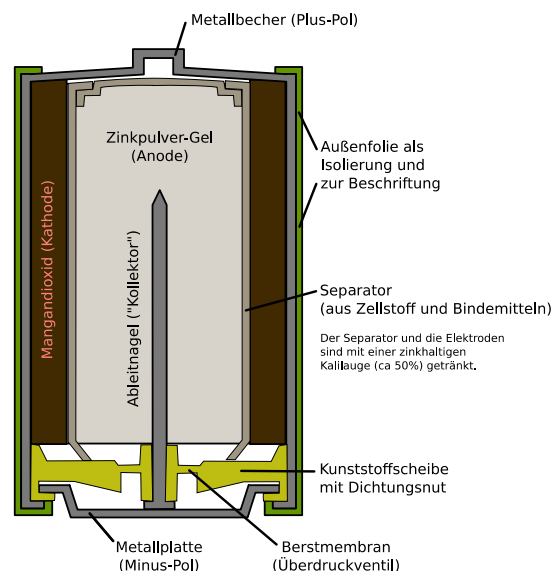 Metallbecher (Plus-Pol)
Zinkpulver-Gel
(Anode)
Außenfolie als
Isolierung und
zur Beschriftung
Mangandioxid (Kathode)
Ableitnagel ("Kollektor")
Separator
(aus Zellstoff und Bindemitteln)
Der Separator und die Elektroden
sind mit einer zinkhaltigen
Kalilauge (ca 50%) getränkt.
Kunststoffscheibe
mit Dichtungsnut
Metallplatte
(Minus-Pol)
Berstmembran
(Überdruckventil)